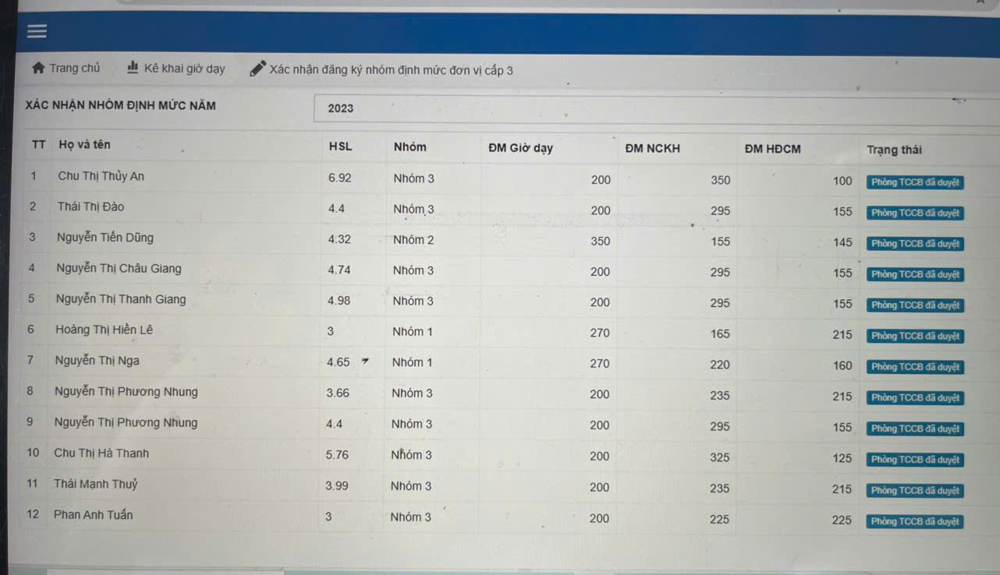 Trang chủ Kê khai giờ dạy Xác nhận đăng ký nhóm định mức đơn vị cấp 3
XÁC NHẬN NHÓM ĐỊNH MỨC NĂM 2023
TT Họ và tên HSL Nhóm ĐM Giờ dạy ĐM NCKH ĐM HĐCM Trạng thái
1 Chu Thị Thủy An 6.92 Nhóm 3 200 350 100 Phòng TCCB đã duyệt
2 Thái Thị Đào 4.4 Nhóm 3 200 295 155 Phòng TCCB đã duyệt
3 Nguyễn Tiến Dũng 4.32 Nhóm 2 350 155 145 Phòng TCCB đã duyệt
4 Nguyễn Thị Châu Giang 4.74 Nhóm 3 200 295 155 Phòng TCCB đã duyệt
5 Nguyễn Thị Thanh Giang 4.98 Nhóm 3 200 295 155 Phòng TCCB đã duyệt
6 Hoàng Thị Hiền Lê 3 Nhóm 1 270 165 215 Phòng TCCB đã duyệt
7 Nguyễn Thị Nga 4.65 Nhóm 1 270 220 160 Phòng TCCB đã duyệt
8 Nguyễn Thị Phương Nhung 3.66 Nhóm 3 200 235 215 Phòng TCCB đã duyệt
9 Nguyễn Thị Phương Nhung 4.4 Nhóm 3 200 295 155 Phòng TCCB đã duyệt
10 Chu Thị Hà Thanh 5.76 Nhóm 3 200 325 125 Phòng TCCB đã duyệt
11 Thái Mạnh Thuỷ 3.99 Nhóm 3 200 235 215 Phòng TCCB đã duyệt
12 Phan Anh Tuấn 3 Nhóm 3 200 225 225 Phòng TCCB đã duyệt